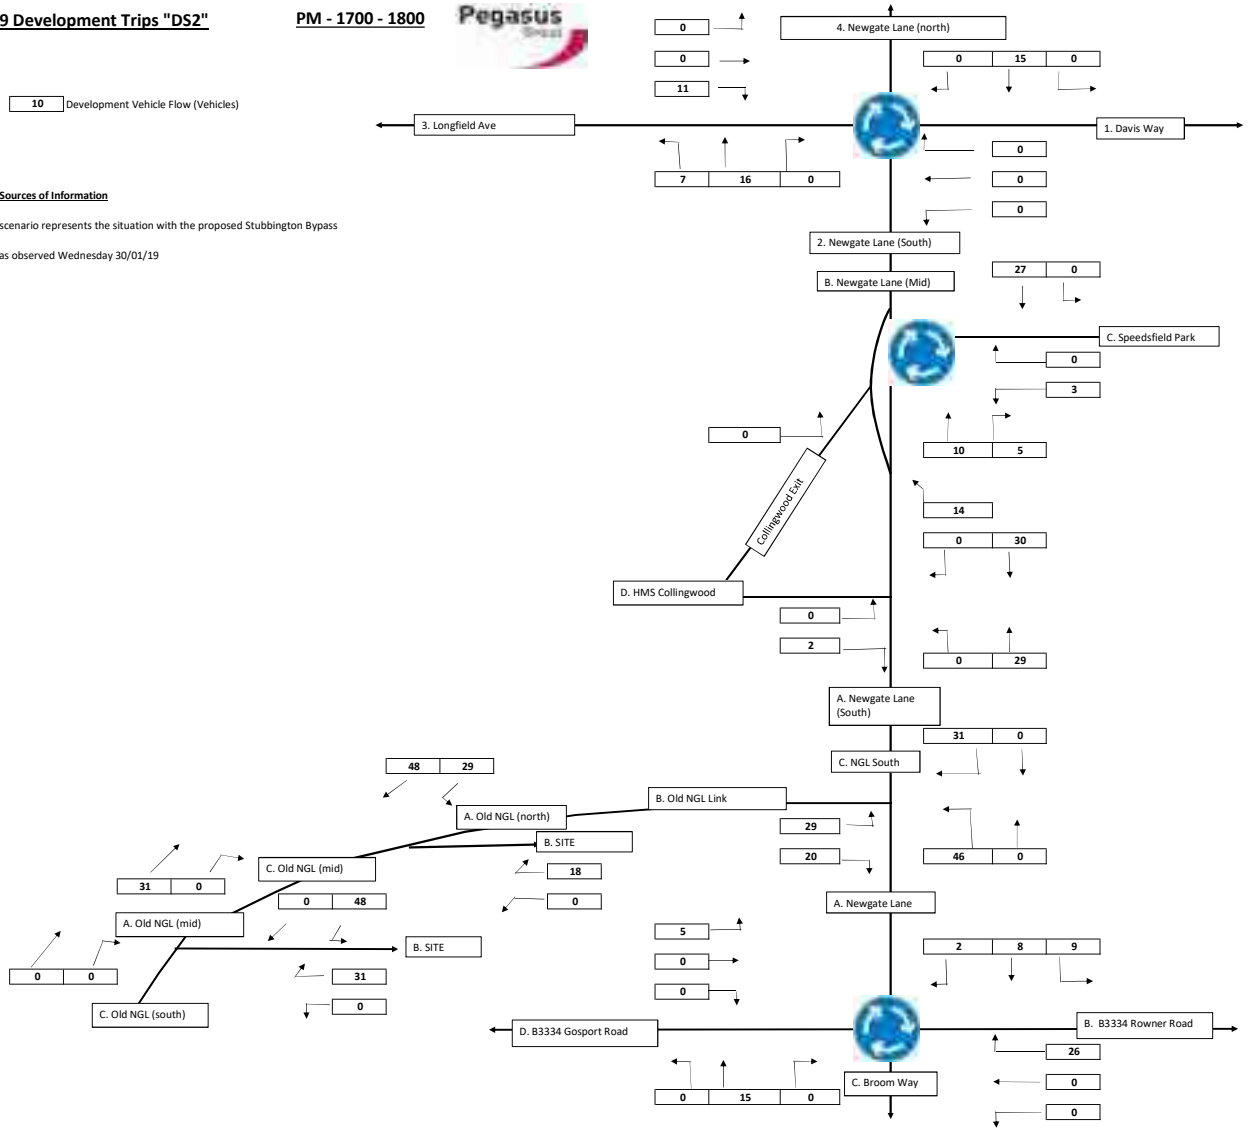 9 Development Trips "DS2"
PM - 1700 - 1800
Pegasus
Group
0
4. Newgate Lane (north)
0
0 15 0
11
10 Development Vehicle Flow (Vehicles)
3. Longfield Ave
1. Davis Way
0
7 16 0
0
Sources of Information
0
scenario represents the situation with the proposed Stubbington Bypass
2. Newgate Lane (South)
as observed Wednesday 30/01/19
27 0
B. Newgate Lane (Mid)
C. Speedsfield Park
0
3
0
10 5
Collingwood Exit
14
0 30
D. HMS Collingwood
0
2
0 29
A. Newgate Lane
(South)
31 0
C. NGL South
48 29
B. Old NGL Link
A. Old NGL (north)
29
B. SITE
20
46 0
C. Old NGL (mid)
18
31 0
0 48
0
A. Newgate Lane
A. Old NGL (mid)
5
B. SITE
2 8 9
0
0 0
31
0
0
C. Old NGL (south)
D. B3334 Gosport Road
B. B3334 Rowner Road
26
C. Broom Way
0
0 15 0
0